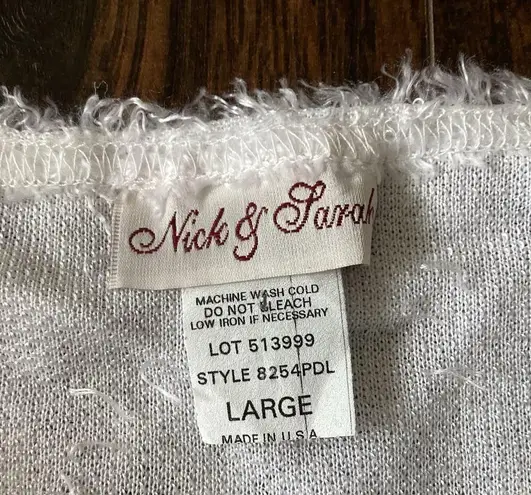 Nick & Sarah
MACHINE WASH COLD
DO NOT BLEACH
LOW IRON IF NECESSARY
LOT 513999
STYLE 8254PDL
LARGE
MADE IN U.S.A